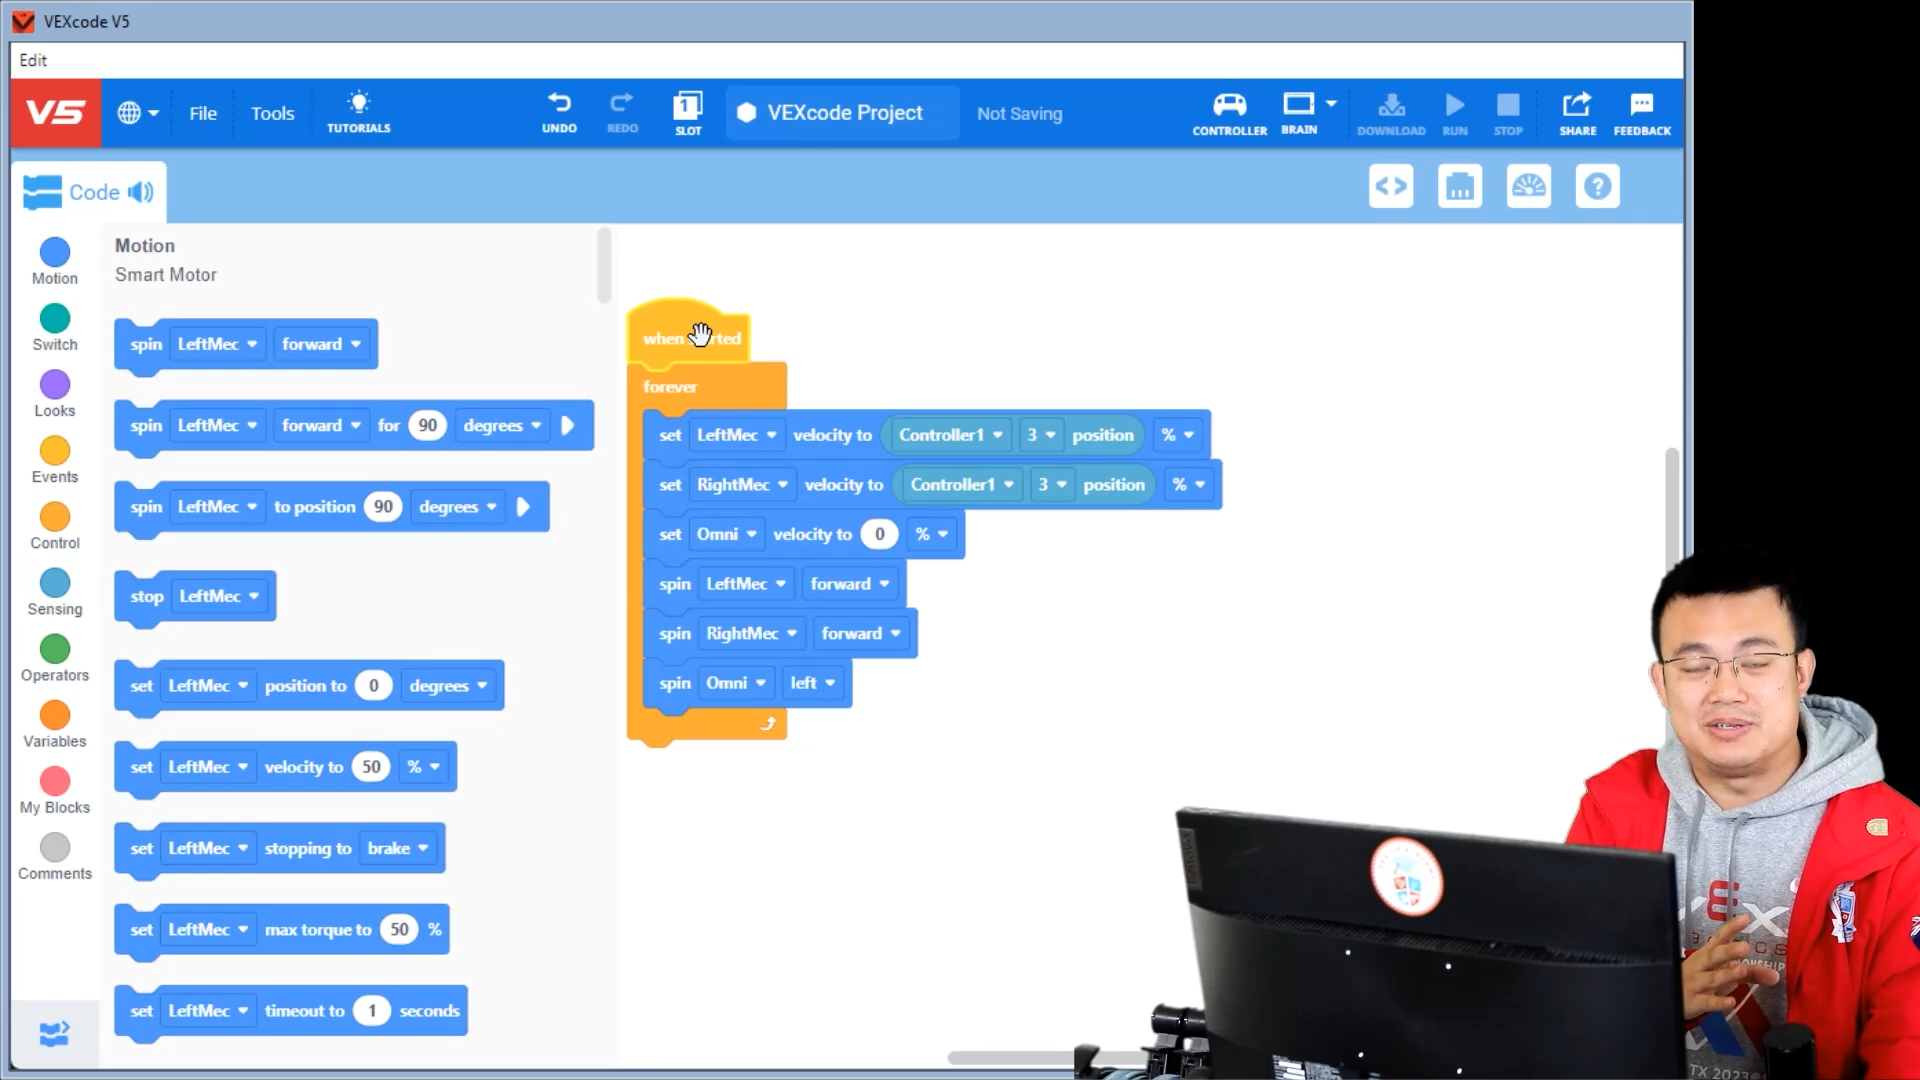 VEXcode V5
Edit
V5
File
Tools
TUTORIALS
UNDO
REDO
1
SLOT
VEXcode Project
Not Saving
CONTROLLER
BRAIN
DOWNLOAD
RUN
STOP
SHARE
FEEDBACK
Code
Motion
Switch
Looks
Events
Control
Sensing
Operators
Variables
My Blocks
Comments
Motion
Smart Motor
spin LeftMec forward
spin LeftMec forward for 90 degrees
spin LeftMec to position 90 degrees
stop LeftMec
set LeftMec position to 0 degrees
set LeftMec velocity to 50 %
set LeftMec stopping to brake
set LeftMec max torque to 50 %
set LeftMec timeout to 1 seconds
when
forever
set LeftMec velocity to Controller1 3 position %
set RightMec velocity to Controller1 3 position %
set Omni velocity to 0 %
spin LeftMec forward
spin RightMec forward
spin Omni left
TX 2023